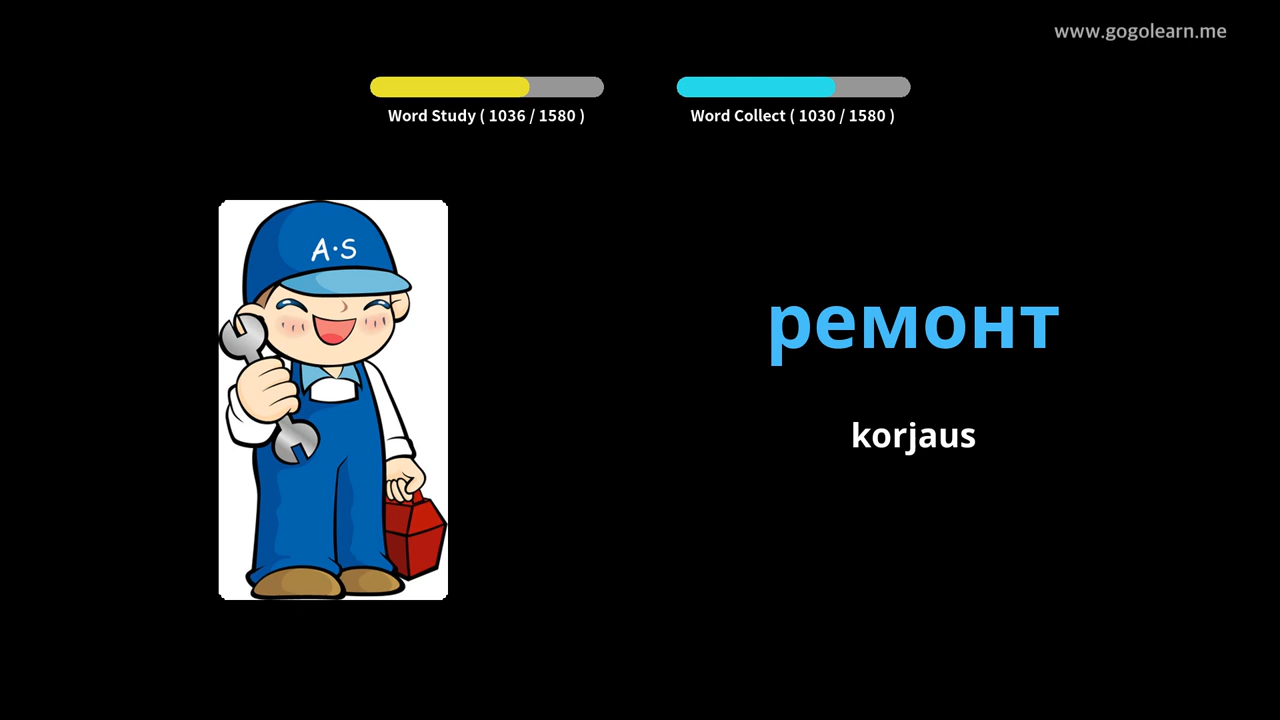 www.gogolearn.me
Word Study ( 1036 / 1580 )
Word Collect ( 1030 / 1580 )
A·S
ремонт
korjaus